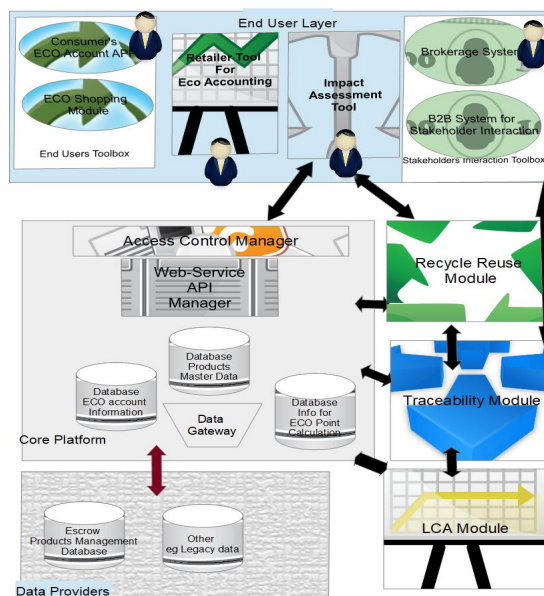 End User Layer
Consumer's
ECO Account API
ECO Shopping
Module
End Users Toolbox
Retailer Tool
For
Eco Accounting
Impact
Assessment
Tool
Brokerage System
B2B System for
Stakeholder Interaction
Stakeholders Interaction Toolbox
Access Control Manager
Web-Service
API
Manager
Database
Products
Master Data
Database
ECO account
Information
Data
Gateway
Database
Info for
ECO Point
Calculation
Core Platform
Recycle Reuse
Module
Traceability Module
LCA Module
Escrow
Products Management
Database
Other
eg Legacy data
Data Providers